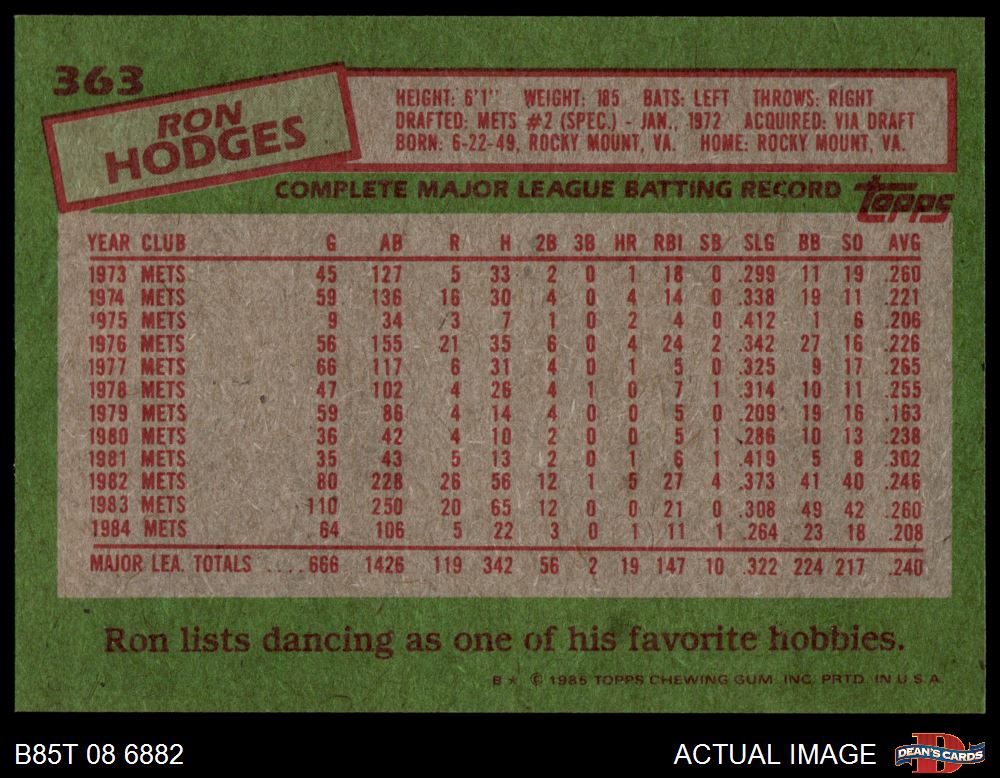 363
RON
HODGES
HEIGHT: 6'1" WEIGHT: 185 BATS: LEFT THROWS: RIGHT
DRAFTED: METS #2 (SPEC.) - JAN., 1972 ACQUIRED: VIA DRAFT
BORN: 6-22-49, ROCKY MOUNT, VA. HOME: ROCKY MOUNT, VA.
COMPLETE MAJOR LEAGUE BATTING RECORD topps
YEAR CLUB G AB R H 2B 3B HR RBI SB SLG BB SO AVG
1973 METS 45 127 5 33 2 0 1 18 0 .299 11 19 .260
1974 METS 59 136 16 30 4 0 4 14 0 .338 19 11 .221
1975 METS 9 34 3 7 1 0 2 4 0 .412 1 6 .206
1976 METS 56 155 21 35 6 0 4 24 2 .342 27 16 .226
1977 METS 66 117 6 31 4 0 1 5 0 .325 9 17 .265
1978 METS 47 102 4 26 4 1 0 7 1 .314 10 11 .255
1979 METS 59 86 4 14 4 0 0 5 0 .209 19 16 .163
1980 METS 36 42 4 10 2 0 0 5 1 .286 10 13 .238
1981 METS 35 43 5 13 2 0 1 6 1 .419 5 8 .302
1982 METS 80 228 26 56 12 1 5 27 4 .373 41 40 .246
1983 METS 110 250 20 65 12 0 0 21 0 .308 49 42 .260
1984 METS 64 106 5 22 3 0 1 11 1 .264 23 18 .208
MAJOR LEA. TOTALS ....666 1426 119 342 56 2 19 147 10 .322 224 217 .240
Ron lists dancing as one of his favorite hobbies.
B★ © 1985 TOPPS CHEWING GUM, INC. PRTD. IN U.S.A.
B85T 08 6882 ACTUAL IMAGE DEAN'S CARDS